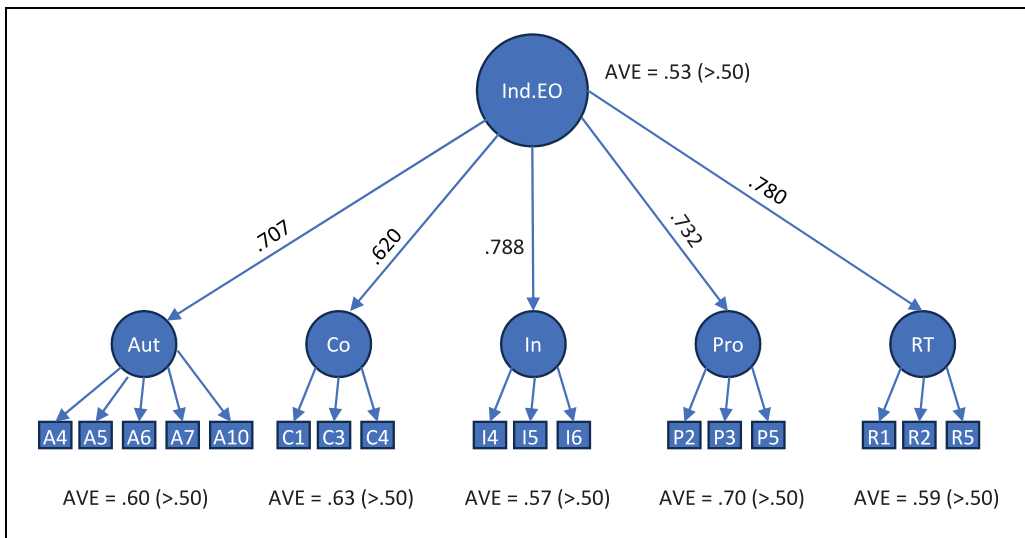 Ind.EO
AVE = .53 (>.50)
.707
.620
.788
.732
.780
Aut
Co
In
Pro
RT
A4 A5 A6 A7 A10 C1 C3 C4 I4 I5 I6 P2 P3 P5 R1 R2 R5
AVE = .60 (>.50) AVE = .63 (>.50) AVE = .57 (>.50) AVE = .70 (>.50) AVE = .59 (>.50)